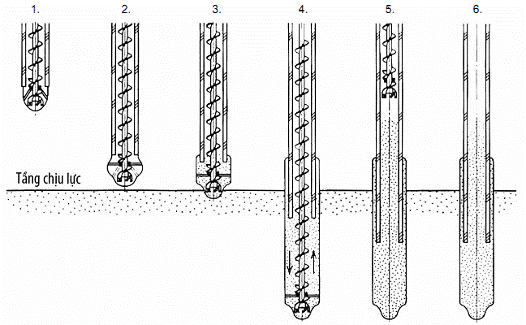 1. 2. 3. 4. 5. 6.
Tầng chịu lực